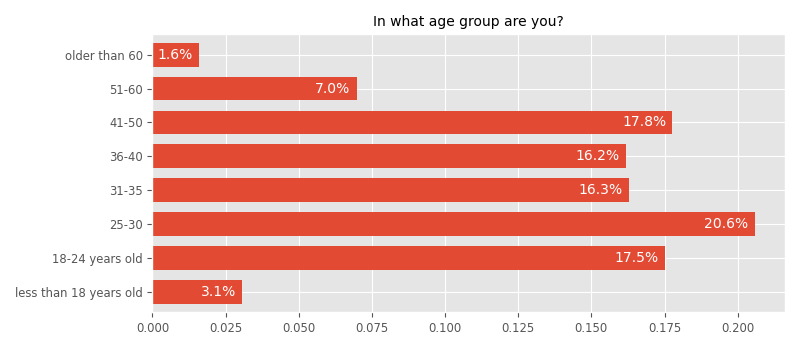 In what age group are you?
older than 60 1.6%
51-60 7.0%
41-50 17.8%
36-40 16.2%
31-35 16.3%
25-30 20.6%
18-24 years old 17.5%
less than 18 years old 3.1%
0.000 0.025 0.050 0.075 0.100 0.125 0.150 0.175 0.200